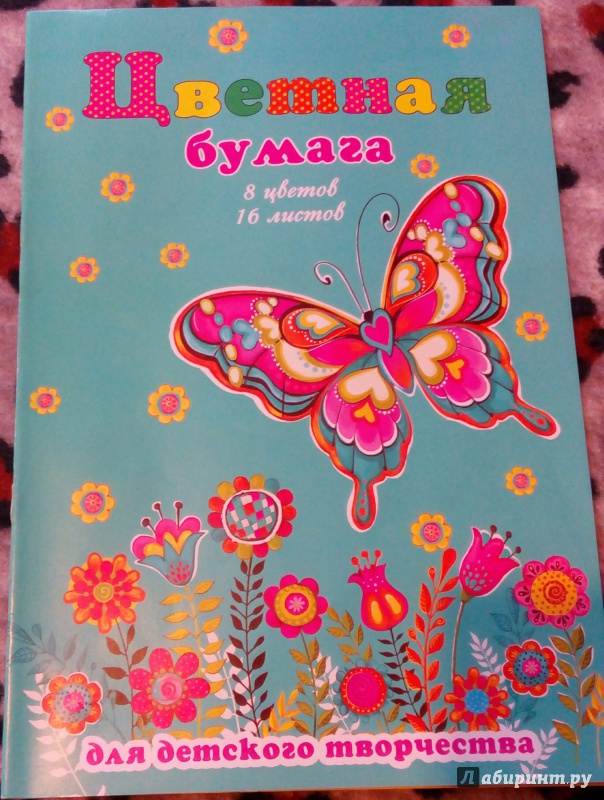 Цветная
бумага
8 цветов
16 листов
для детского творчества
Лабиринт.ру